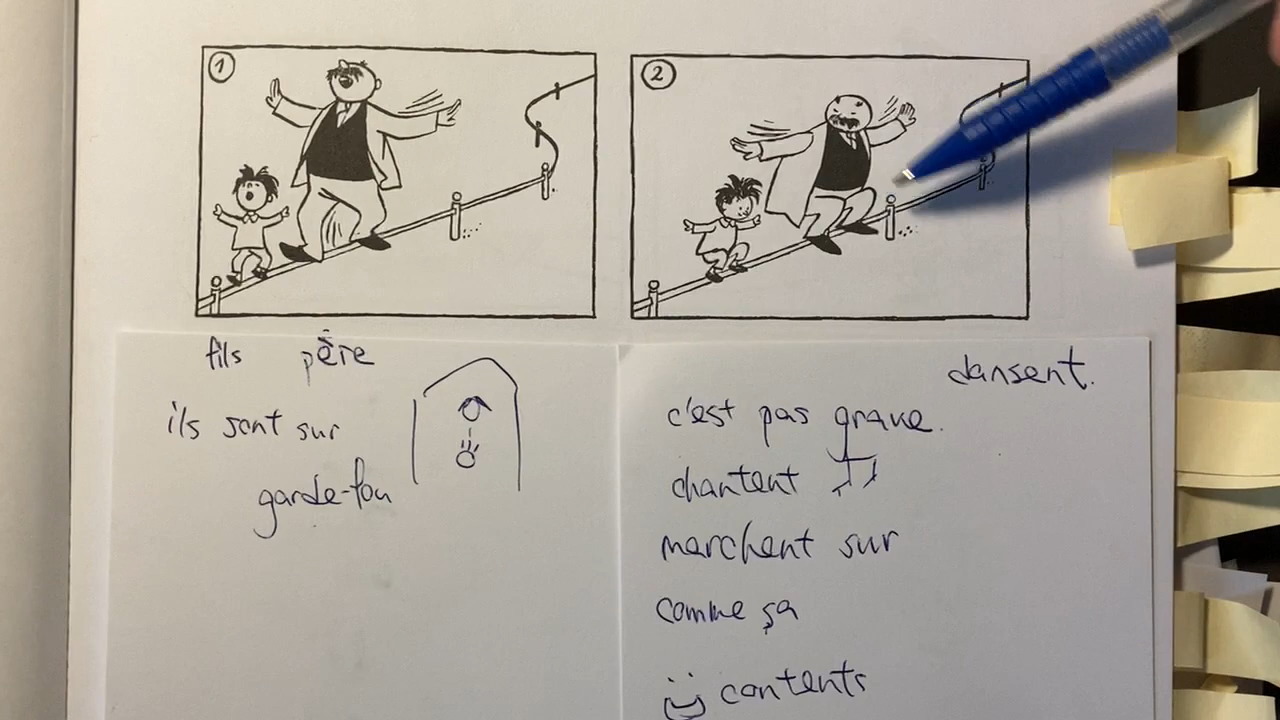 1
2
fils père
ils sont sur
garde-fou
dansent.
c'est pas grave.
chantent
marchent sur
comme ça
contents